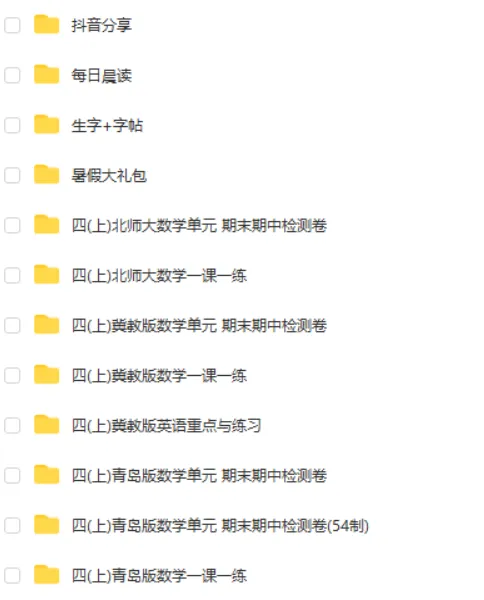 抖音分享
每日晨读
生字+字帖
暑假大礼包
四(上)北师大数学单元 期末期中检测卷
四(上)北师大数学一课一练
四(上)冀教版数学单元 期末期中检测卷
四(上)冀教版数学一课一练
四(上)冀教版英语重点与练习
四(上)青岛版数学单元 期末期中检测卷
四(上)青岛版数学单元 期末期中检测卷(54制)
四(上)青岛版数学一课一练